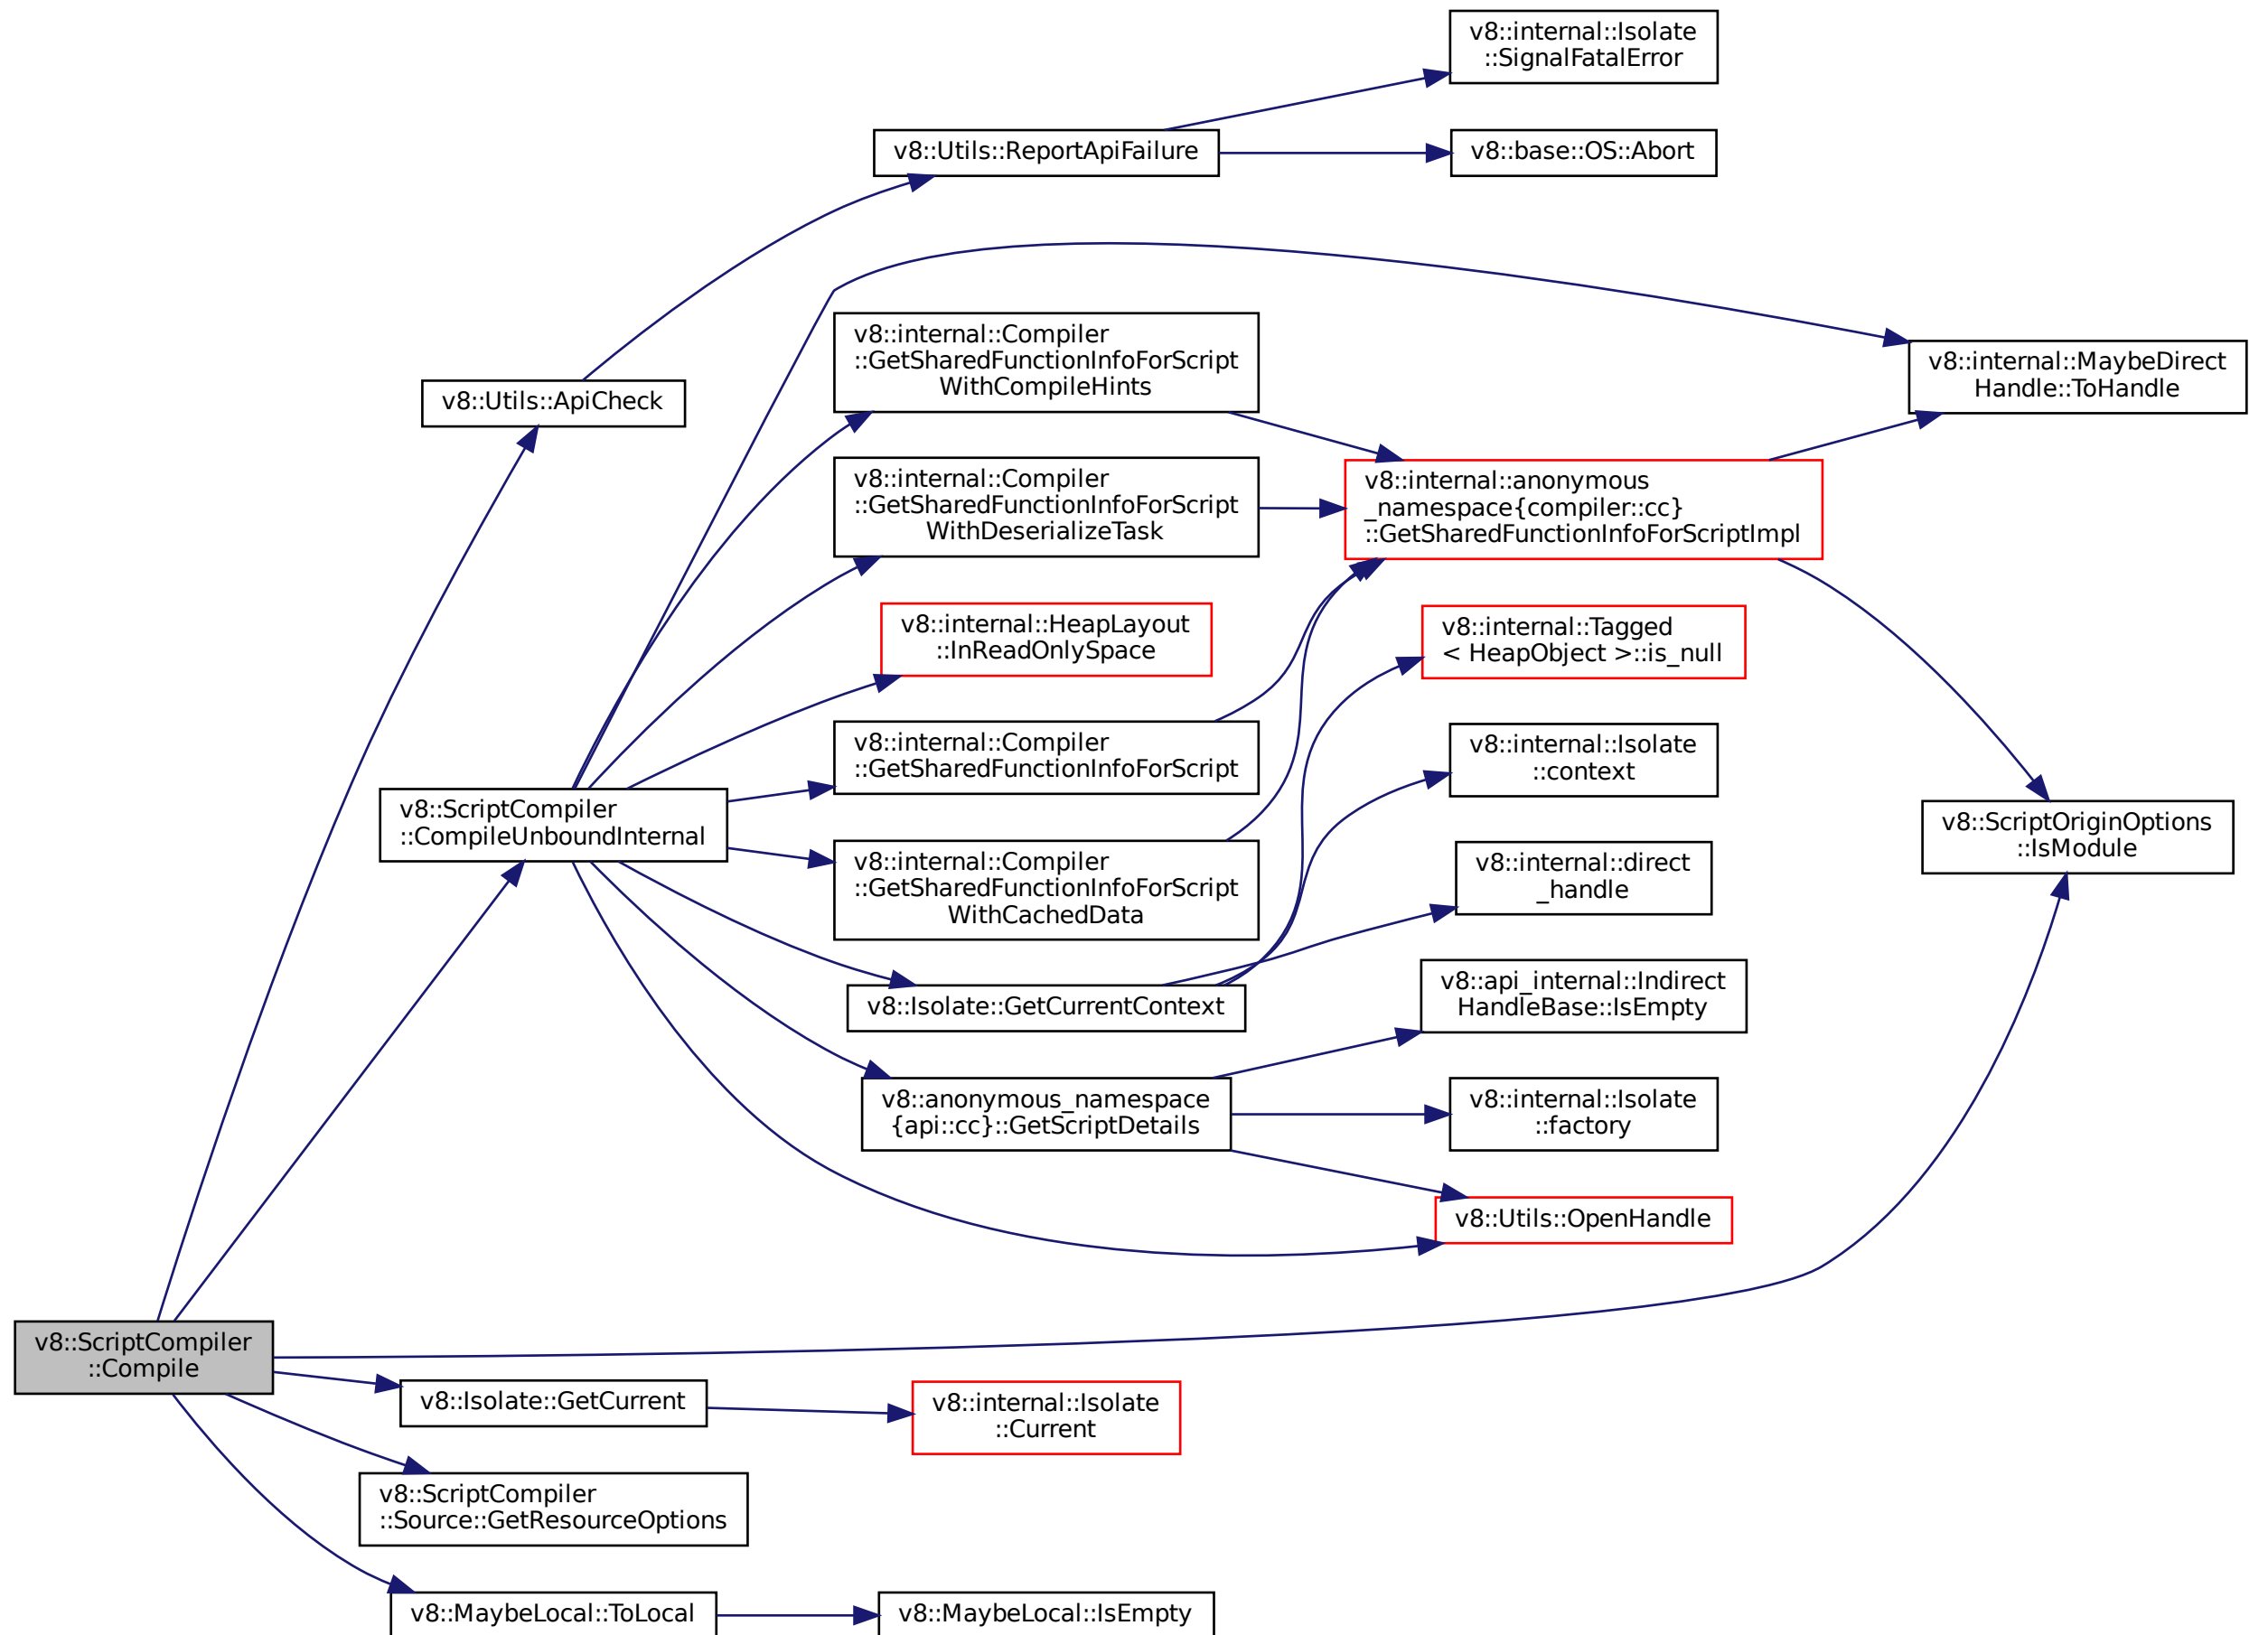 v8::internal::Isolate
::SignalFatalError
v8::Utils::ReportApiFailure
v8::base::OS::Abort
v8::internal::Compiler
::GetSharedFunctionInfoForScript
WithCompileHints
v8::internal::MaybeDirect
Handle::ToHandle
v8::Utils::ApiCheck
v8::internal::Compiler
::GetSharedFunctionInfoForScript
WithDeserializeTask
v8::internal::anonymous
_namespace{compiler::cc}
::GetSharedFunctionInfoForScriptImpl
v8::internal::HeapLayout
::InReadOnlySpace
v8::internal::Tagged
< HeapObject >::is_null
v8::internal::Compiler
::GetSharedFunctionInfoForScript
v8::internal::Isolate
::context
v8::ScriptCompiler
::CompileUnboundInternal
v8::ScriptOriginOptions
::IsModule
v8::internal::Compiler
::GetSharedFunctionInfoForScript
WithCachedData
v8::internal::direct
_handle
v8::Isolate::GetCurrentContext
v8::api_internal::Indirect
HandleBase::IsEmpty
v8::anonymous_namespace
{api::cc}::GetScriptDetails
v8::internal::Isolate
::factory
v8::Utils::OpenHandle
v8::ScriptCompiler
::Compile
v8::Isolate::GetCurrent
v8::internal::Isolate
::Current
v8::ScriptCompiler
::Source::GetResourceOptions
v8::MaybeLocal::ToLocal
v8::MaybeLocal::IsEmpty